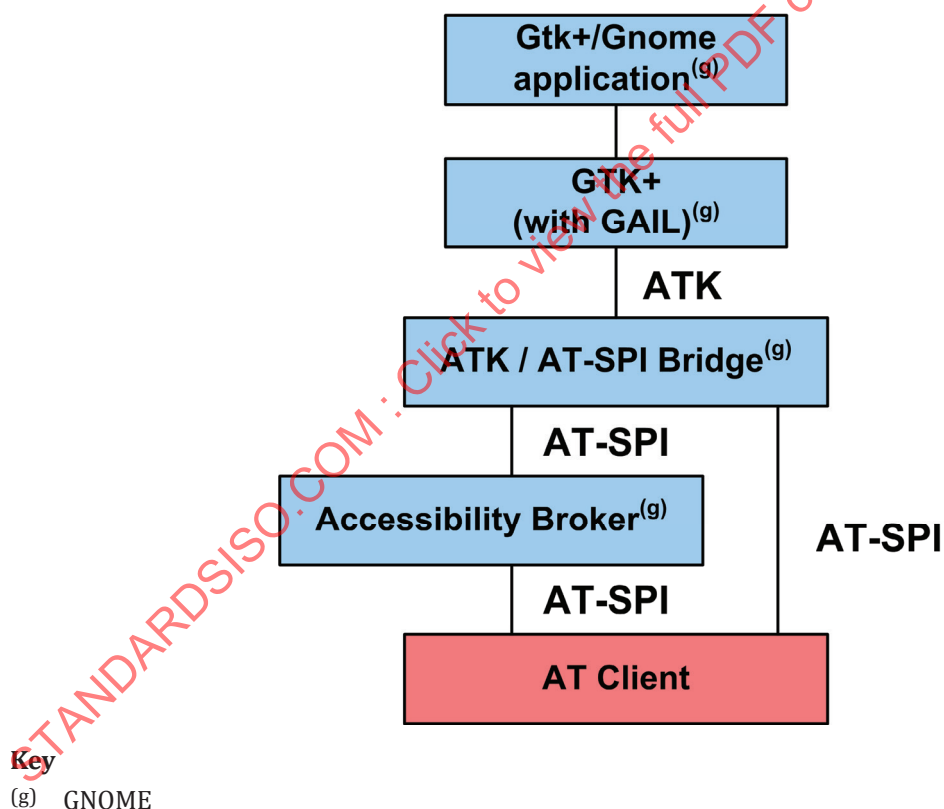 Gtk+/Gnome
application(g)
GTK+
(with GAIL)(g)
ATK
ATK / AT-SPI Bridge(g)
AT-SPI
Accessibility Broker(g)
AT-SPI
AT-SPI
AT Client
Key
(g) GNOME
STANDARDSISO.COM : Click to view the full PDF